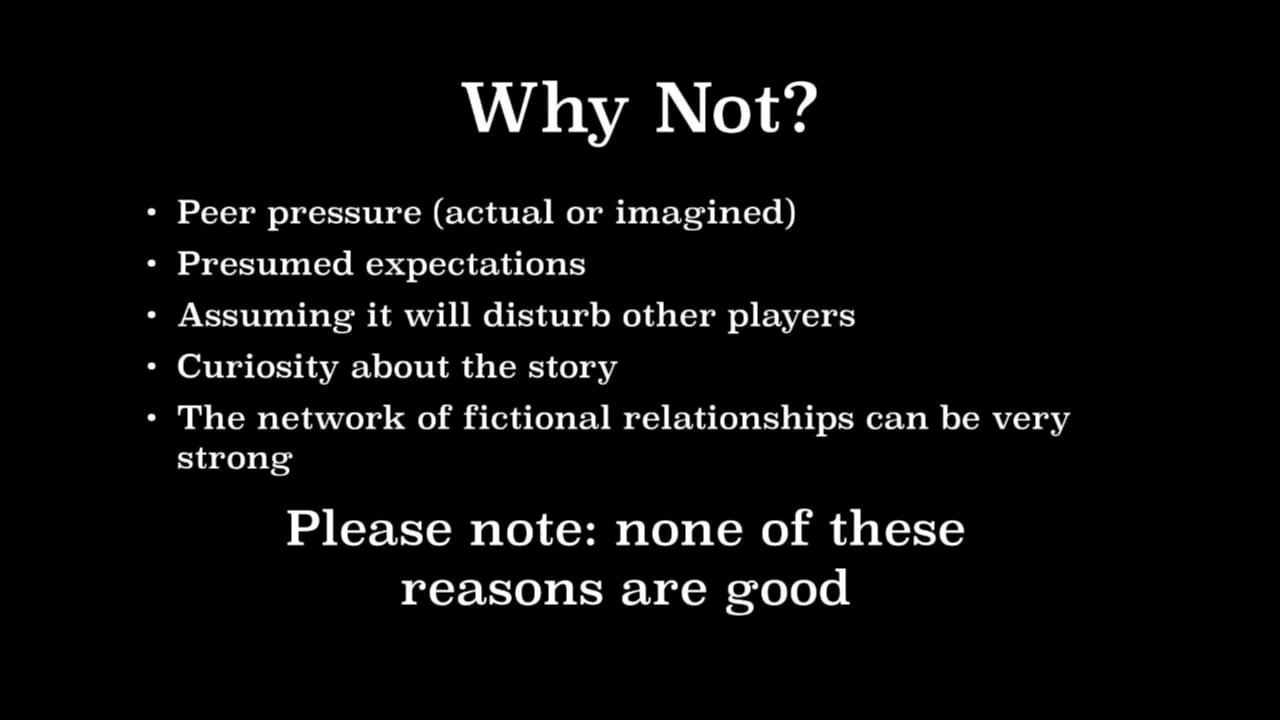 Why Not?
• Peer pressure (actual or imagined)
• Presumed expectations
• Assuming it will disturb other players
• Curiosity about the story
• The network of fictional relationships can be very
strong
Please note: none of these
reasons are good